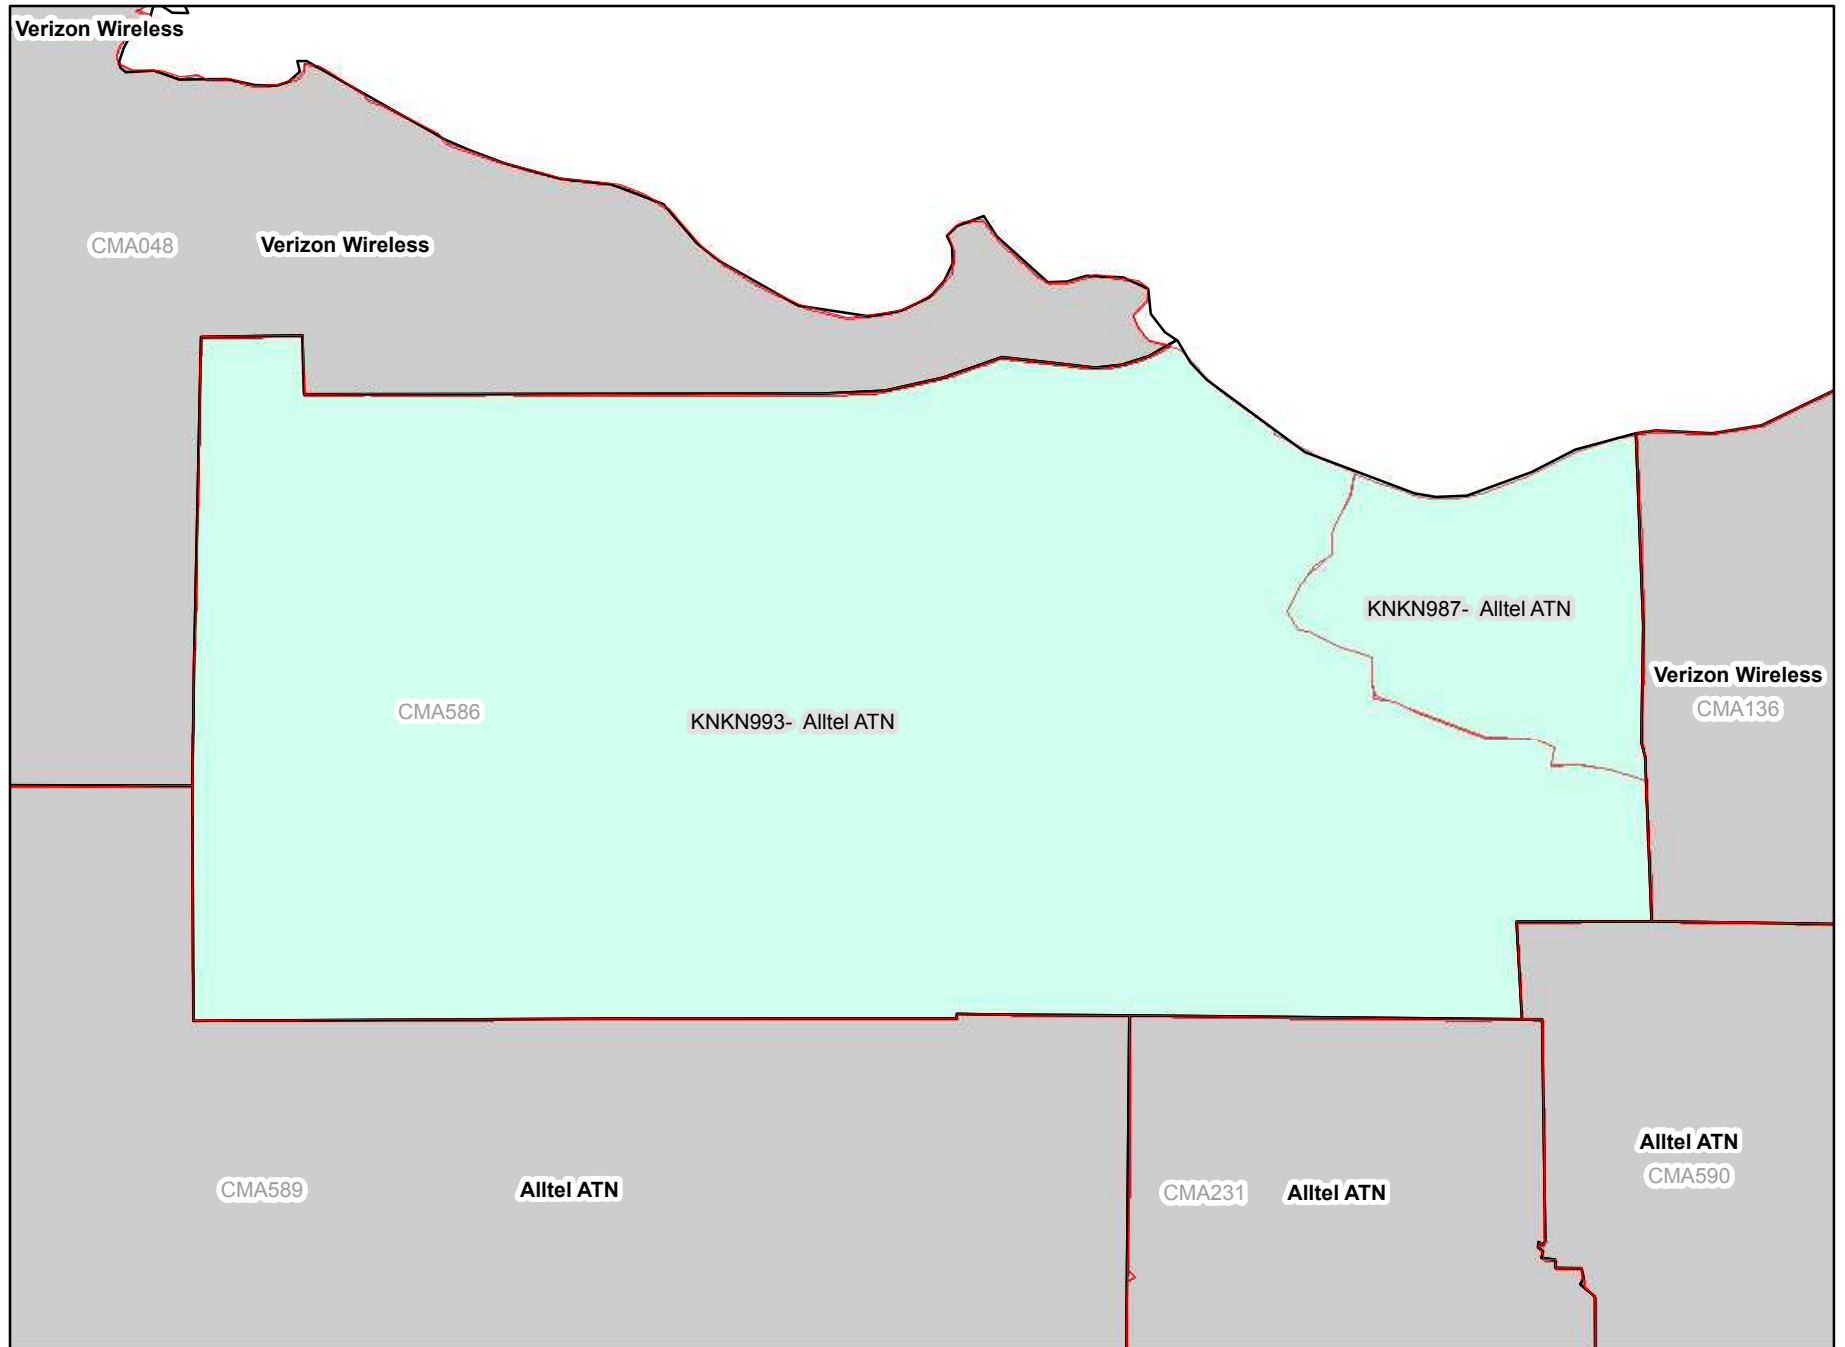 Verizon Wireless
CMA048
Verizon Wireless
KNKN987- Alltel ATN
Verizon Wireless
CMA136
CMA586
KNKN993- Alltel ATN
Alltel ATN
CMA590
CMA589
Alltel ATN
CMA231
Alltel ATN